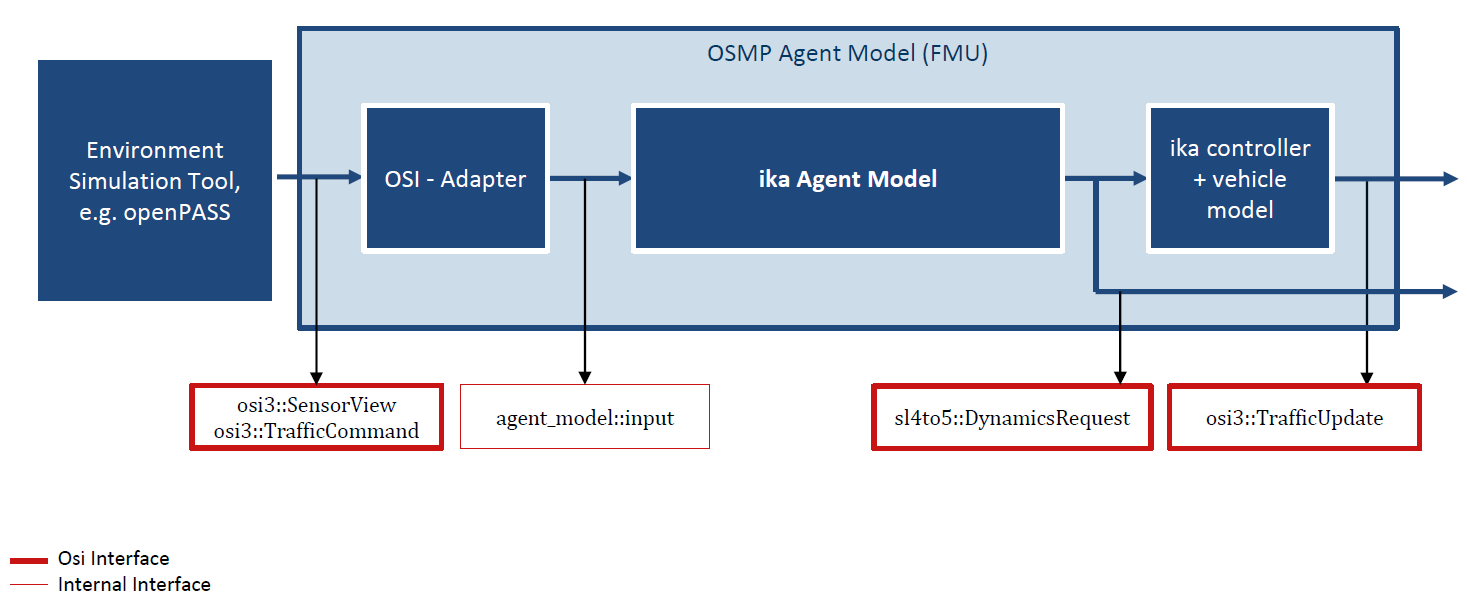 OSMP Agent Model (FMU)
Environment
Simulation Tool,
e.g. openPASS
OSI - Adapter
ika Agent Model
ika controller
+ vehicle
model
osi3::SensorView
osi3::TrafficCommand
agent_model::input
sl4to5::DynamicsRequest
osi3::TrafficUpdate
Osi Interface
Internal Interface